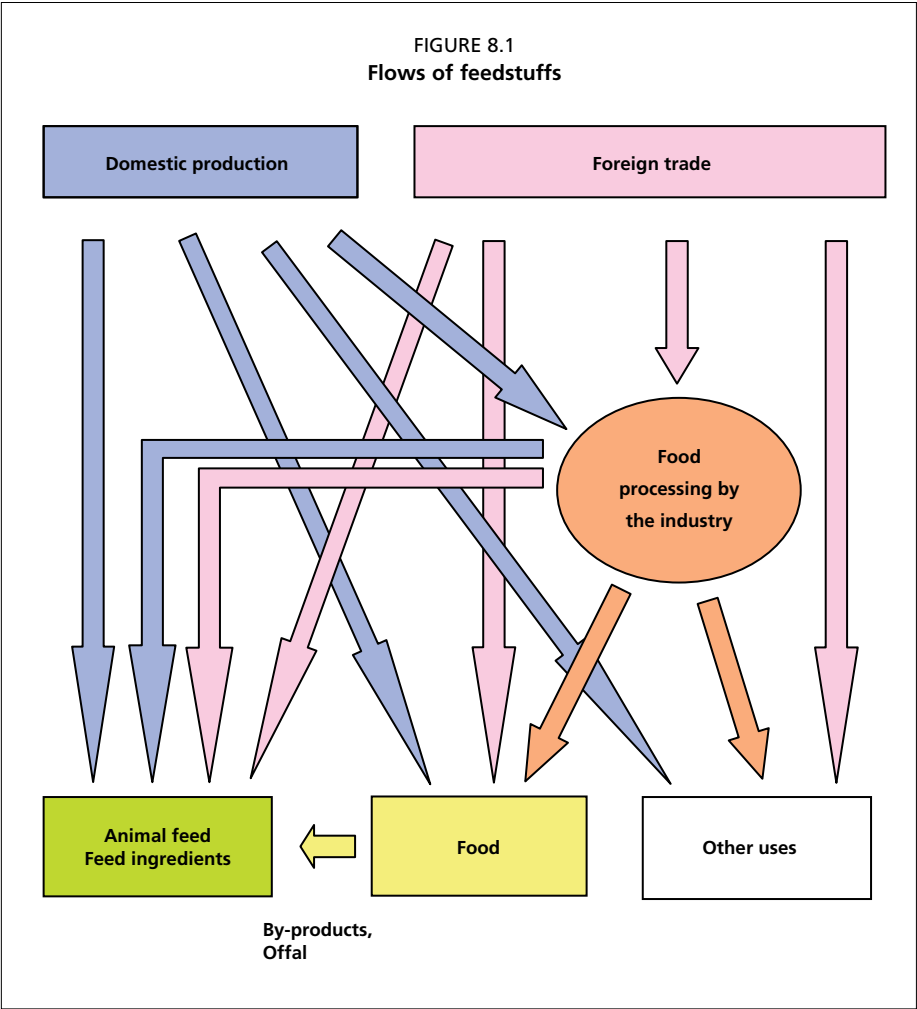 FIGURE 8.1
Flows of feedstuffs
Domestic production
Foreign trade
Food
processing by
the industry
Animal feed
Feed ingredients
Food
Other uses
By-products,
Offal